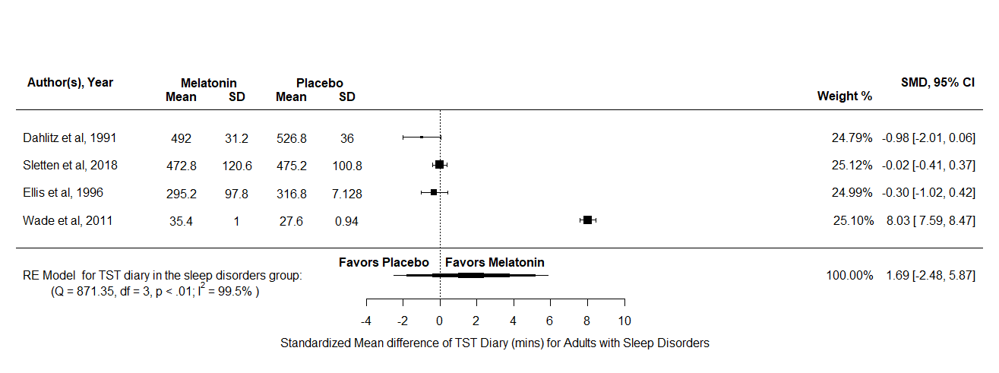 Author(s), Year Melatonin Placebo SMD, 95% CI
Mean SD Mean SD Weight %
Dahlitz et al, 1991 492 31.2 526.8 36 24.79% -0.98 [-2.01, 0.06]
Sletten et al, 2018 472.8 120.6 475.2 100.8 25.12% -0.02 [-0.41, 0.37]
Ellis et al, 1996 295.2 97.8 316.8 7.128 24.99% -0.30 [-1.02, 0.42]
Wade et al, 2011 35.4 1 27.6 0.94 25.10% 8.03 [ 7.59, 8.47]
Favors Placebo Favors Melatonin
RE Model for TST diary in the sleep disorders group: 100.00% 1.69 [-2.48, 5.87]
(Q = 871.35, df = 3, p < .01; I² = 99.5% )
-4 -2 0 2 4 6 8 10
Standardized Mean difference of TST Diary (mins) for Adults with Sleep Disorders